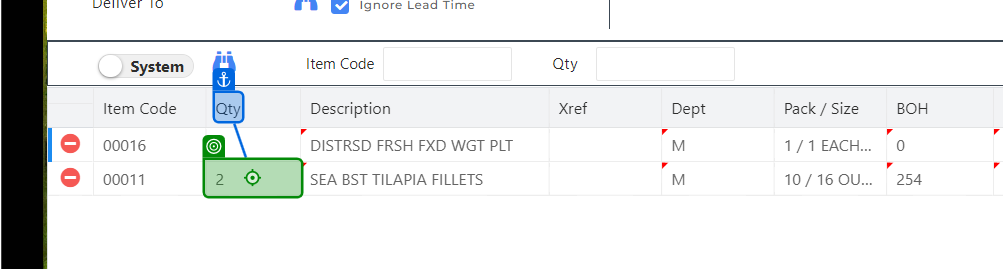 Deliver To Ignore Lead Time
System Item Code Qty
Item Code Qty Description Xref Dept Pack / Size BOH
00016 DISTRSD FRSH FXD WGT PLT M 1 / 1 EACH... 0
00011 2 SEA BST TILAPIA FILLETS M 10 / 16 OU... 254